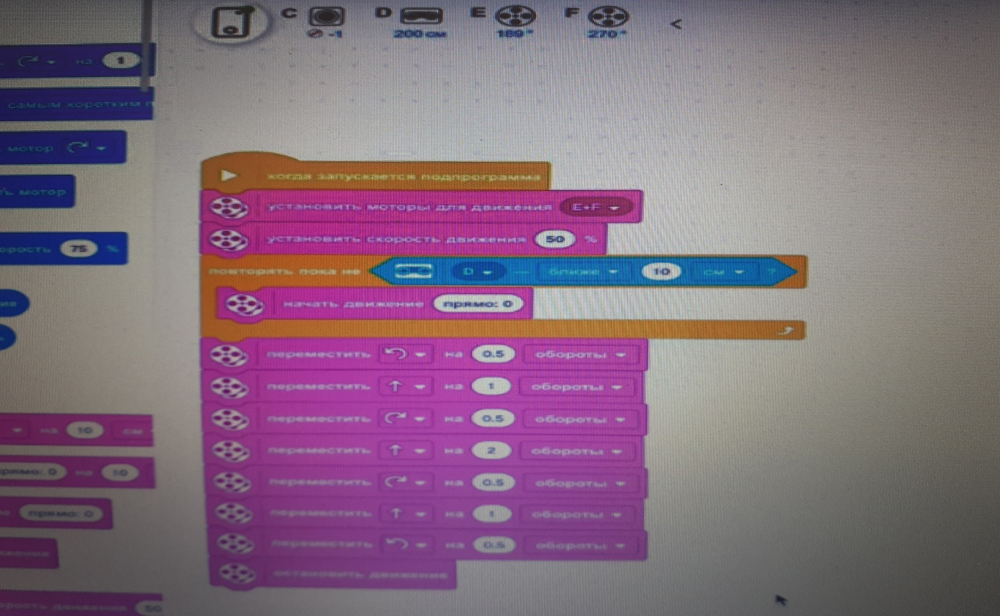 C D E F <
-1 200 см 189° 270°
на 1
самым коротким п
мотор
ть мотор
орость 75 %
на 10 см
прямо: 0 на 10
прямо: 0
орость движения 50
когда запускается подпрограмма
установить моторы для движения E+F
установить скорость движения 50 %
повторять пока не D — ближе 10 см ?
начать движение прямо: 0
переместить на 0.5 обороты
переместить на 1 обороты
переместить на 0.5 обороты
переместить на 2 обороты
переместить на 0.5 обороты
переместить на 1 обороты
переместить на 0.5 обороты
остановить движение